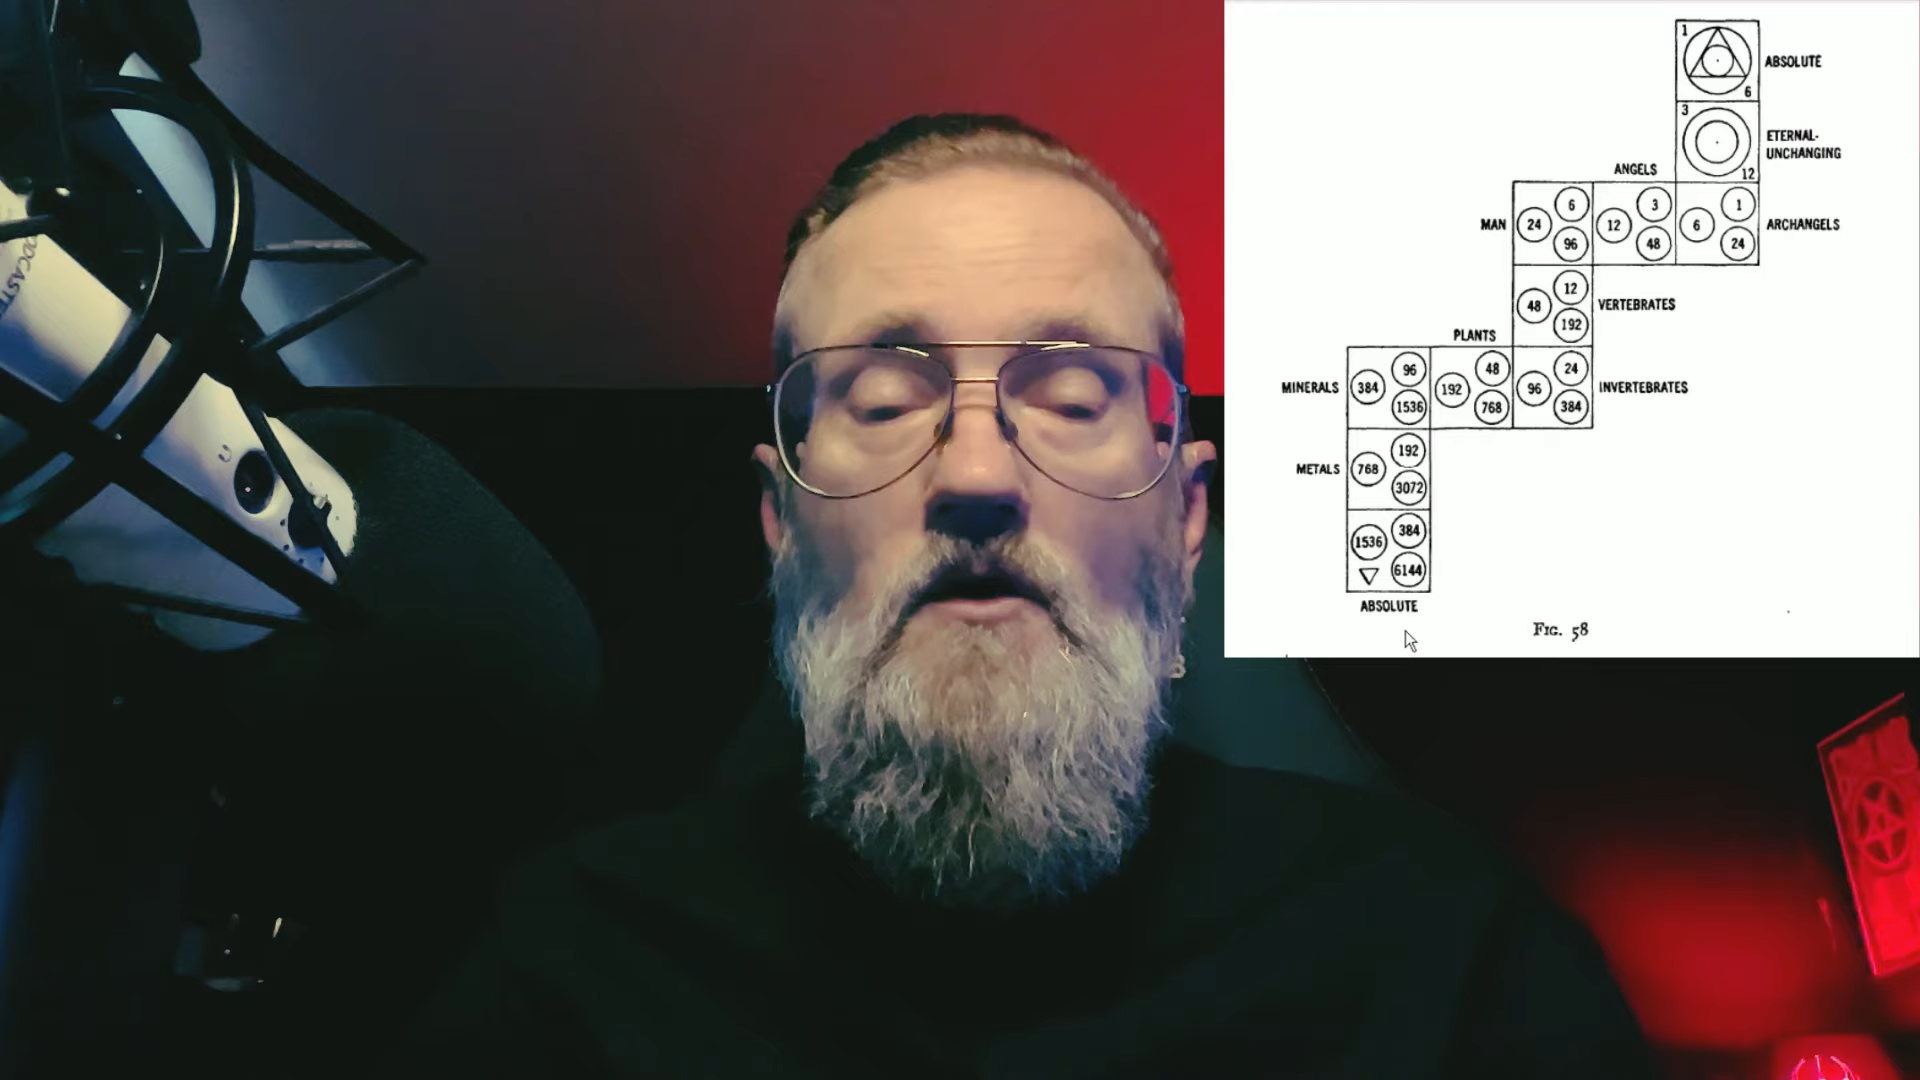 1
ABSOLUTE
6
3
ETERNAL-
UNCHANGING
12
ANGELS
MAN
24
6
96
12
3
48
6
1
24
ARCHANGELS
48
12
192
VERTEBRATES
PLANTS
MINERALS
384
96
1536
192
48
768
96
24
384
INVERTEBRATES
METALS
768
192
3072
1536
384
6144
ABSOLUTE
FIG. 58